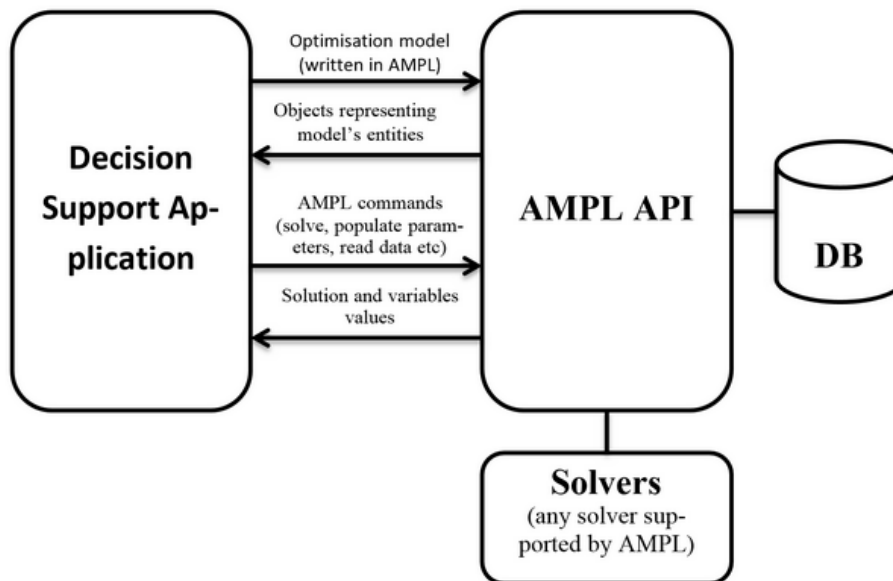 Optimisation model
(written in AMPL)
Objects representing
model's entities
Decision
Support Ap-
plication
AMPL commands
(solve, populate param-
eters, read data etc)
Solution and variables
values
AMPL API
DB
Solvers
(any solver sup-
ported by AMPL)